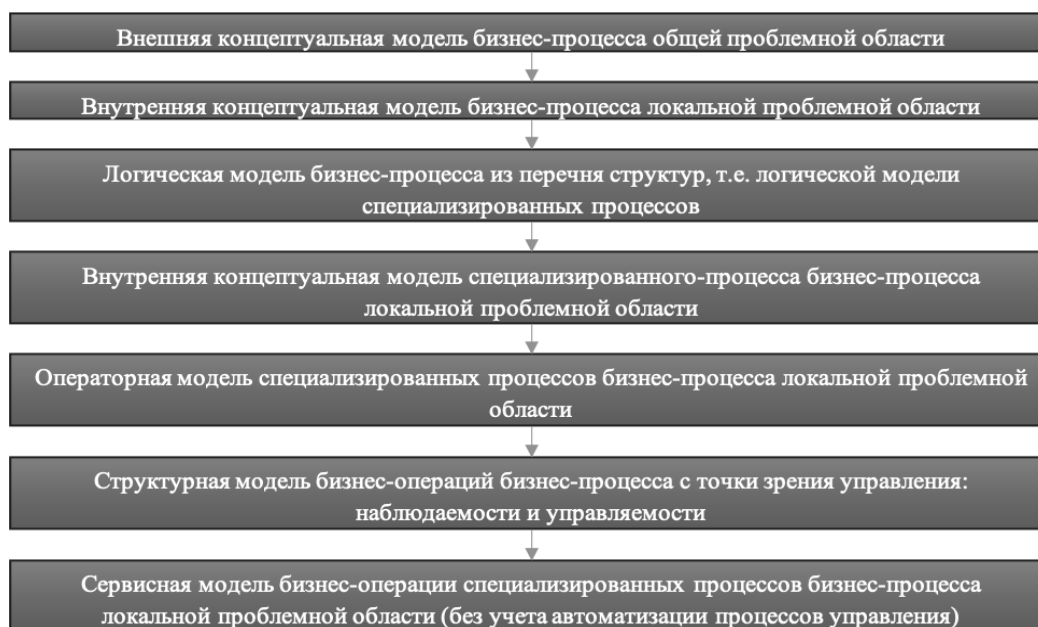 Внешняя концептуальная модель бизнес-процесса общей проблемной области
Внутренняя концептуальная модель бизнес-процесса локальной проблемной области
Логическая модель бизнес-процесса из перечня структур, т.е. логической модели
специализированных процессов
Внутренняя концептуальная модель специализированного-процесса бизнес-процесса
локальной проблемной области
Операторная модель специализированных процессов бизнес-процесса локальной проблемной
области
Структурная модель бизнес-операций бизнес-процесса с точки зрения управления:
наблюдаемости и управляемости
Сервисная модель бизнес-операции специализированных процессов бизнес-процесса
локальной проблемной области (без учета автоматизации процессов управления)